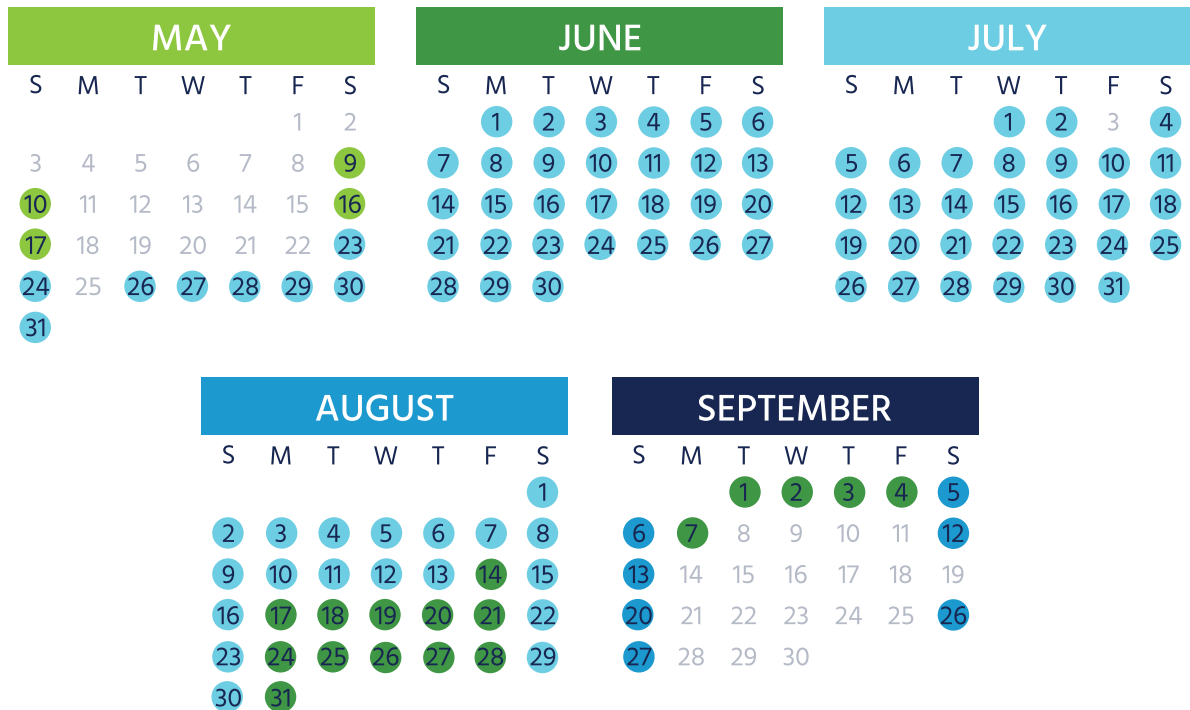 MAY
S M T W T F S
1 2
3 4 5 6 7 8 9
10 11 12 13 14 15 16
17 18 19 20 21 22 23
24 25 26 27 28 29 30
31
JUNE
S M T W T F S
1 2 3 4 5 6
7 8 9 10 11 12 13
14 15 16 17 18 19 20
21 22 23 24 25 26 27
28 29 30
JULY
S M T W T F S
1 2 3 4
5 6 7 8 9 10 11
12 13 14 15 16 17 18
19 20 21 22 23 24 25
26 27 28 29 30 31
AUGUST
S M T W T F S
1
2 3 4 5 6 7 8
9 10 11 12 13 14 15
16 17 18 19 20 21 22
23 24 25 26 27 28 29
30 31
SEPTEMBER
S M T W T F S
1 2 3 4 5
6 7 8 9 10 11 12
13 14 15 16 17 18 19
20 21 22 23 24 25 26
27 28 29 30